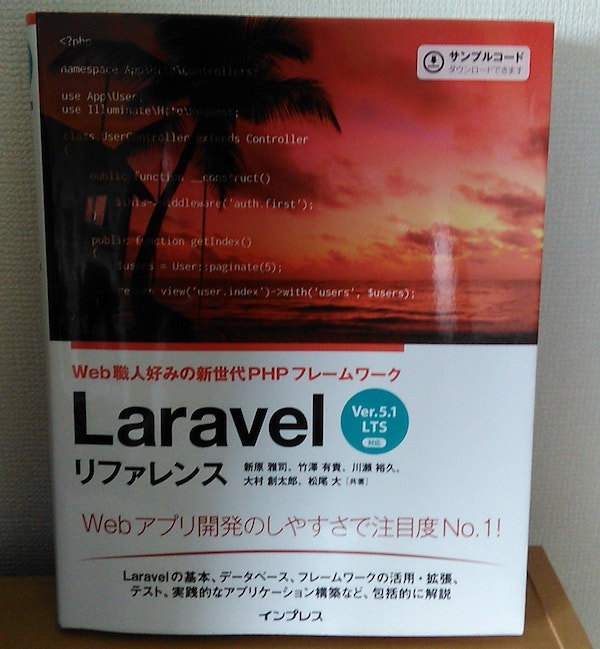 <?php
サンプルコード
ダウンロードできます
namespace App\Http\Controllers;
use App\User;
use Illuminate\Http\Request;
class UserController extends Controller
{
public function __construct()
$this->middleware('auth.first');
public function getIndex()
{
$users = User::paginate(5);
return view('user.index')->with('users', $users);
Web職人好みの新世代PHPフレームワーク
Laravel
Ver.5.1
LTS
対応
リファレンス
新原 雅司、竹澤 有貴、川瀬 裕久、
大村 創太郎、松尾 大 [共著]
Webアプリ開発のしやすさで注目度No.1!
Laravelの基本、データベース、フレームワークの活用・拡張、
テスト、実践的なアプリケーション構築など、包括的に解説
インプレス